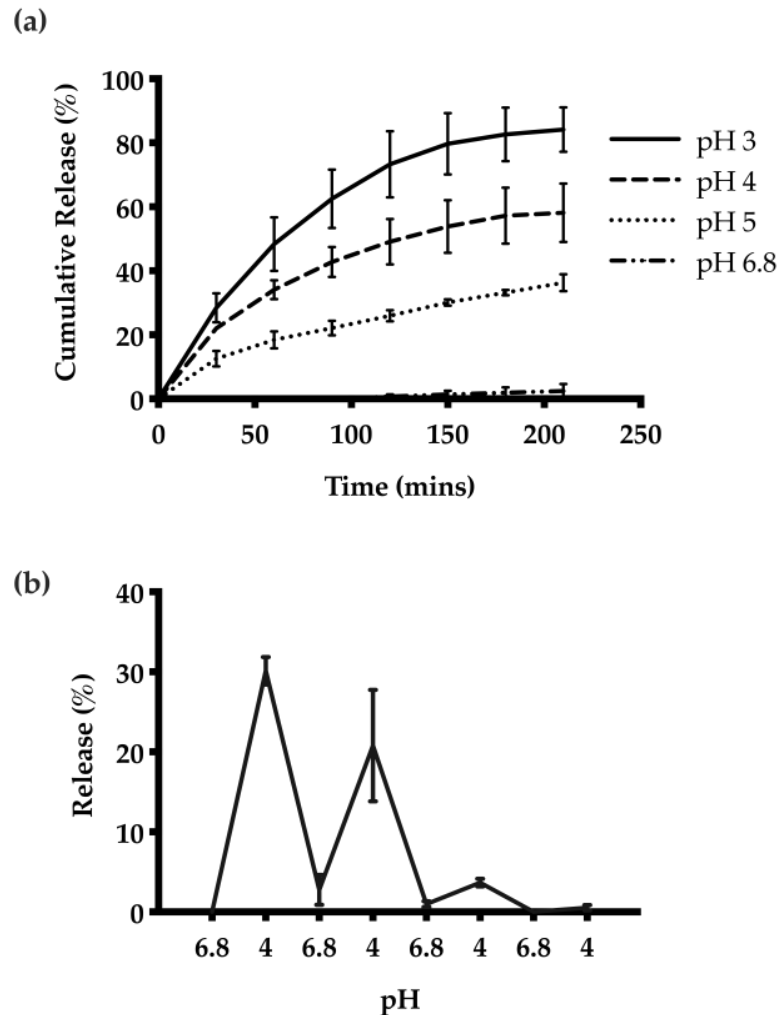 (a)
Cumulative Release (%)
100
80
60
40
20
0
0 50 100 150 200 250
Time (mins)
pH 3
pH 4
pH 5
pH 6.8
(b)
Release (%)
40
30
20
10
0
6.8 4 6.8 4 6.8 4 6.8 4
pH